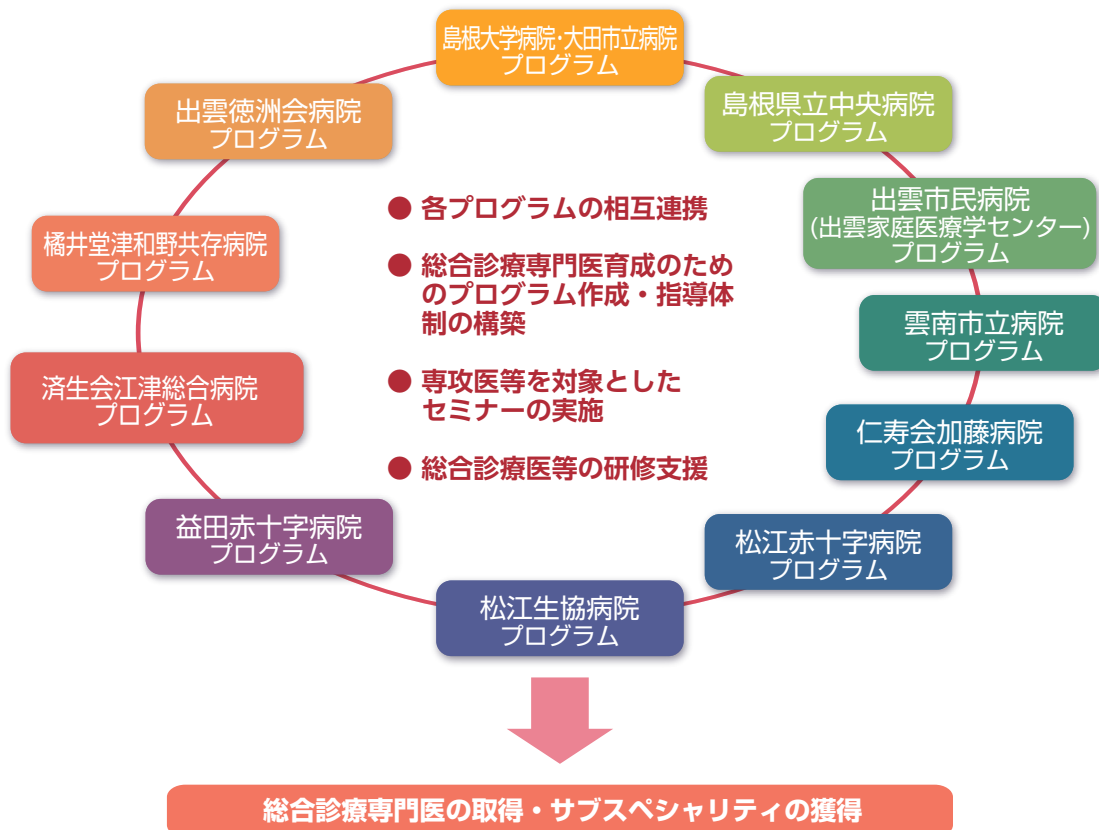 島根大学病院・大田市立病院
プログラム
島根県立中央病院
プログラム
出雲市民病院
(出雲家庭医療学センター)
プログラム
雲南市立病院
プログラム
仁寿会加藤病院
プログラム
松江赤十字病院
プログラム
松江生協病院
プログラム
益田赤十字病院
プログラム
済生会江津総合病院
プログラム
橘井堂津和野共存病院
プログラム
出雲徳洲会病院
プログラム
● 各プログラムの相互連携
● 総合診療専門医育成のため
のプログラム作成・指導体
制の構築
● 専攻医等を対象とした
セミナーの実施
● 総合診療医等の研修支援
総合診療専門医の取得・サブスペシャリティの獲得